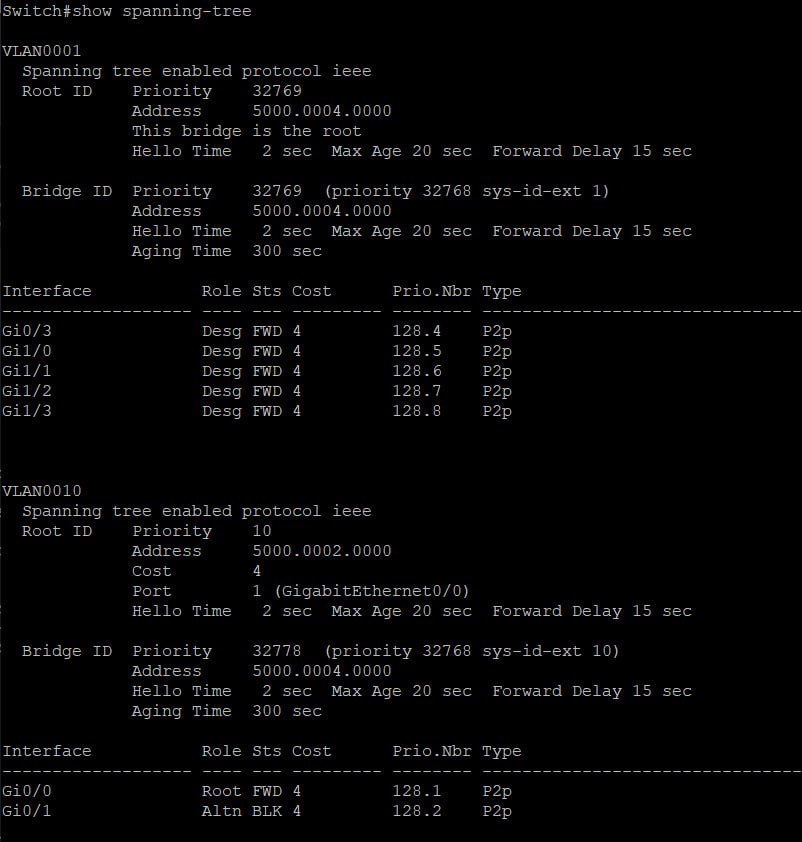 Switch#show spanning-tree
VLAN0001
  Spanning tree enabled protocol ieee
  Root ID    Priority    32769
             Address     5000.0004.0000
             This bridge is the root
             Hello Time   2 sec  Max Age 20 sec  Forward Delay 15 sec
  Bridge ID  Priority    32769  (priority 32768 sys-id-ext 1)
             Address     5000.0004.0000
             Hello Time   2 sec  Max Age 20 sec  Forward Delay 15 sec
             Aging Time  300 sec
Interface           Role Sts Cost      Prio.Nbr Type
------------------- ---- --- --------- -------- --------------------------------
Gi0/3               Desg FWD 4         128.4    P2p
Gi1/0               Desg FWD 4         128.5    P2p
Gi1/1               Desg FWD 4         128.6    P2p
Gi1/2               Desg FWD 4         128.7    P2p
Gi1/3               Desg FWD 4         128.8    P2p
VLAN0010
  Spanning tree enabled protocol ieee
  Root ID    Priority    10
             Address     5000.0002.0000
             Cost        4
             Port        1 (GigabitEthernet0/0)
             Hello Time   2 sec  Max Age 20 sec  Forward Delay 15 sec
  Bridge ID  Priority    32778  (priority 32768 sys-id-ext 10)
             Address     5000.0004.0000
             Hello Time   2 sec  Max Age 20 sec  Forward Delay 15 sec
             Aging Time  300 sec
Interface           Role Sts Cost      Prio.Nbr Type
------------------- ---- --- --------- -------- --------------------------------
Gi0/0               Root FWD 4         128.1    P2p
Gi0/1               Altn BLK 4         128.2    P2p